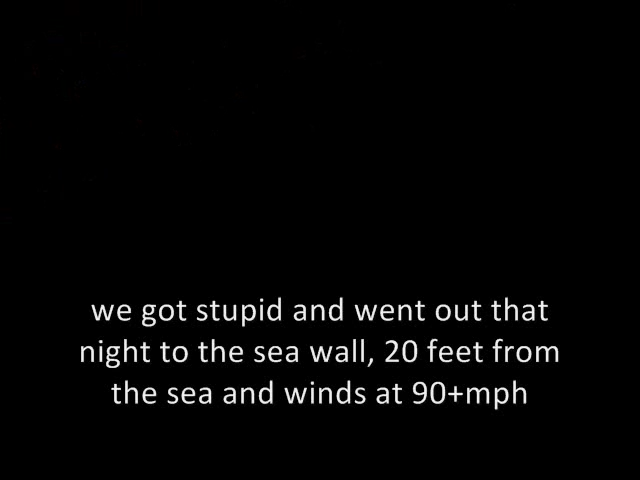 we got stupid and went out that
night to the sea wall, 20 feet from
the sea and winds at 90+mph